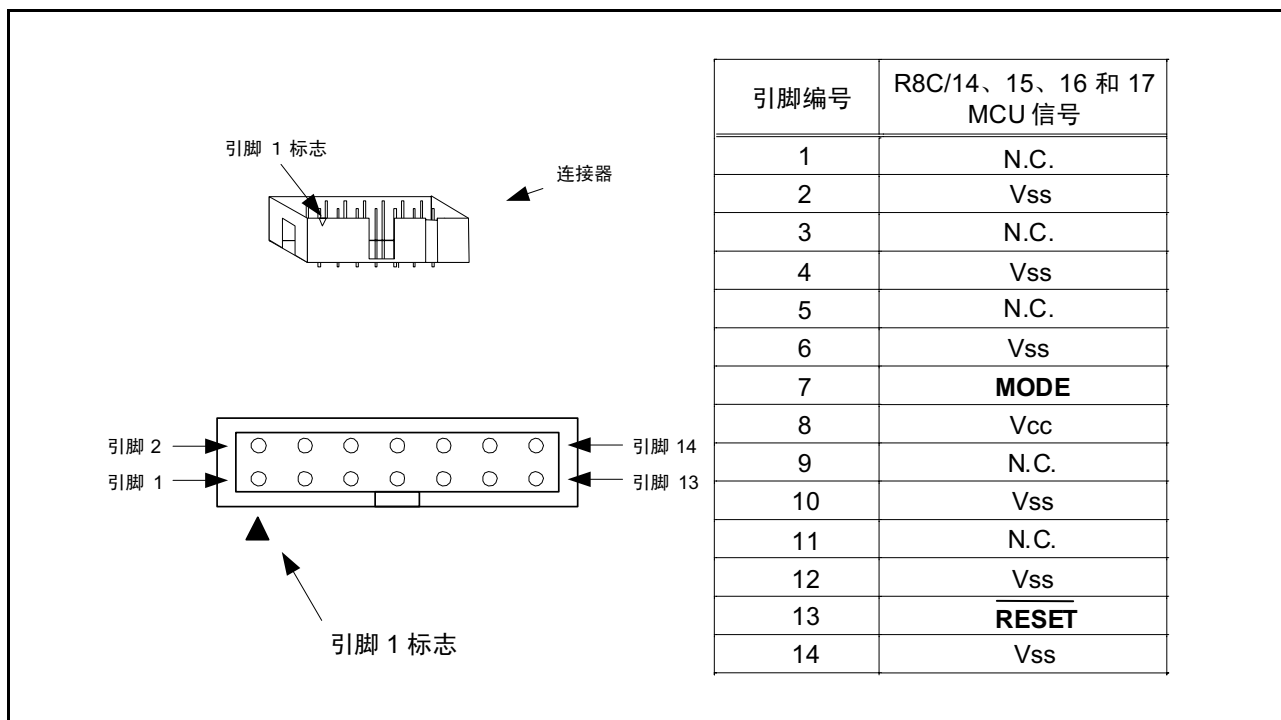 引脚 1 标志
连接器
引脚 2
引脚 14
引脚 1
引脚 13
引脚 1 标志
引脚编号 R8C/14、15、16 和 17
MCU 信号
1 N.C.
2 Vss
3 N.C.
4 Vss
5 N.C.
6 Vss
7 MODE
8 Vcc
9 N.C.
10 Vss
11 N.C.
12 Vss
13 RESET
14 Vss